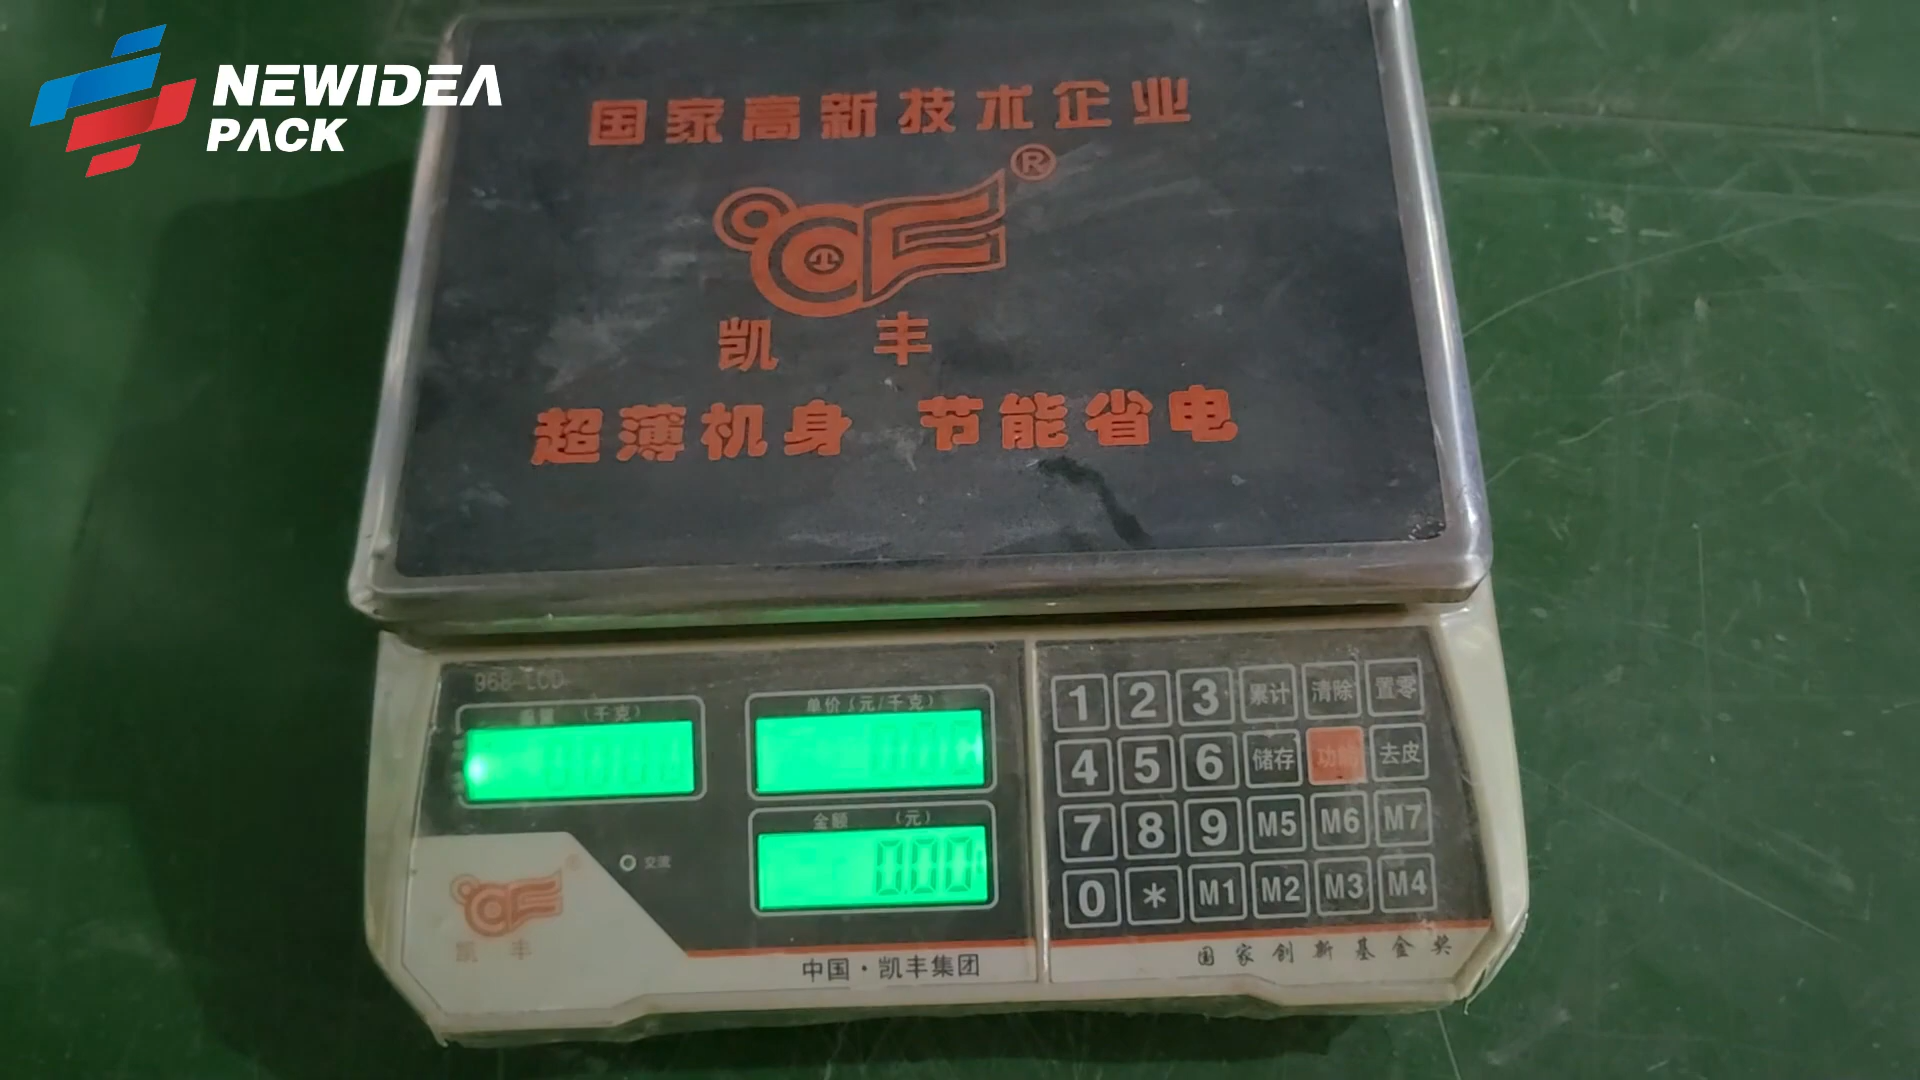 NEWIDEA
PACK
国家高新技术企业
®
凯丰
超薄机身 节能省电
968-LCD
重量 （千克）
单价（元/千克）
0.00
金额 （元）
0.00
交流
凯丰
中国·凯丰集团
1 2 3 累计 清除 置零
4 5 6 储存 功能 去皮
7 8 9 M5 M6 M7
0 * M1 M2 M3 M4
国家创新基金奖